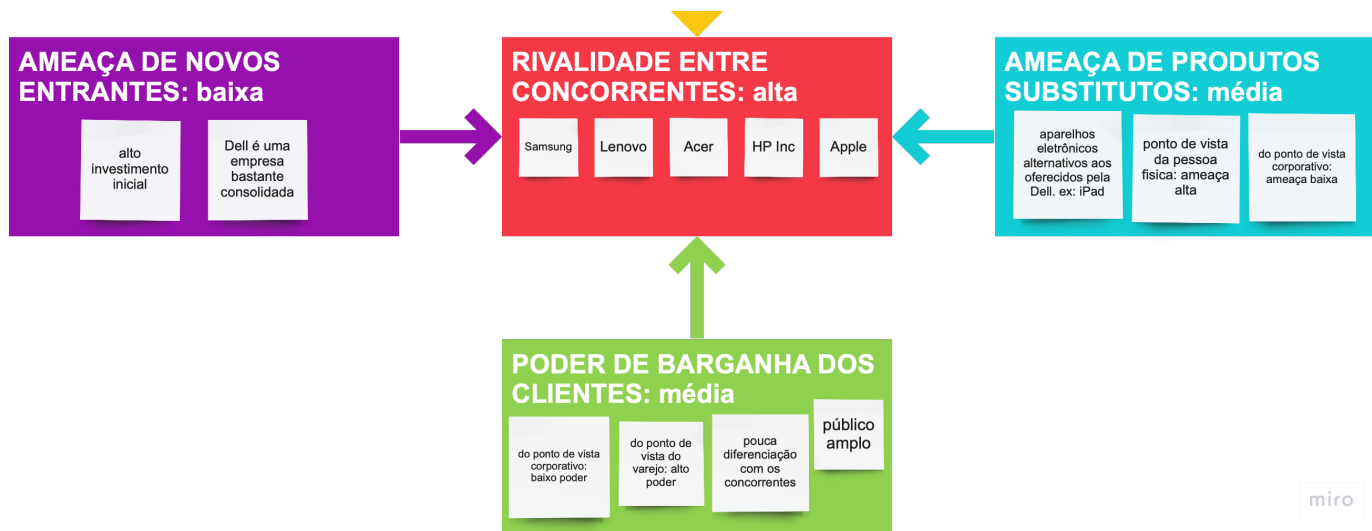 AMEAÇA DE NOVOS
ENTRANTES: baixa
alto
investimento
inicial
Dell é uma
empresa
bastante
consolidada
RIVALIDADE ENTRE
CONCORRENTES: alta
Samsung
Lenovo
Acer
HP Inc
Apple
AMEAÇA DE PRODUTOS
SUBSTITUTOS: média
aparelhos
eletrônicos
alternativos aos
oferecidos pela
Dell. ex: iPad
ponto de vista
da pessoa
fisica: ameaça
alta
do ponto de vista
corporativo:
ameaça baixa
PODER DE BARGANHA DOS
CLIENTES: média
do ponto de vista
corporativo:
baixo poder
do ponto de
vista do
varejo: alto
poder
pouca
diferenciação
com os
concorrentes
público
amplo
miro